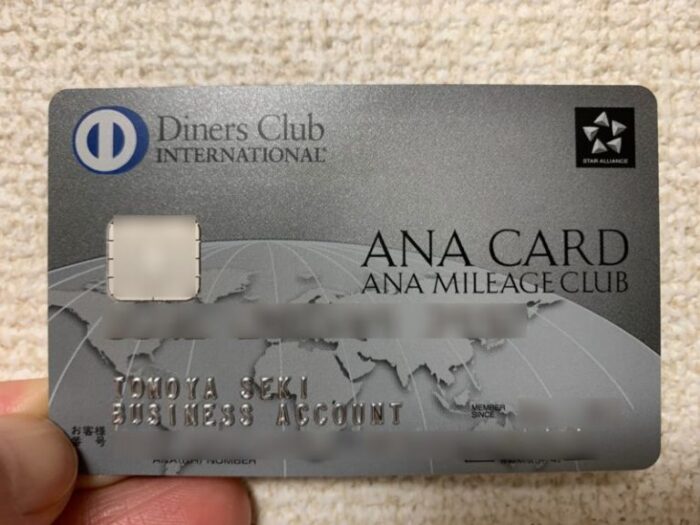 Diners Club
INTERNATIONAL®
STAR ALLIANCE
ANA CARD
ANA MILEAGE CLUB
TOMOYA SEKI
BUSINESS ACCOUNT
MEMBER
SINCE
お客様
番号
NUMBER